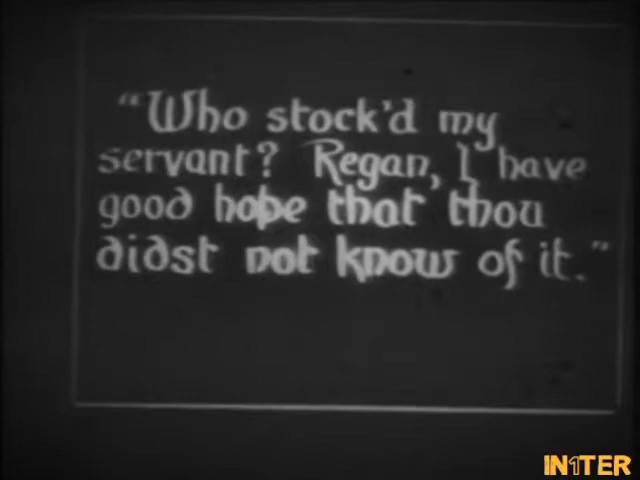 “Who stock’d my
servant? Regan, I have
good hope that thou
didst not know of it.”
IN1TER